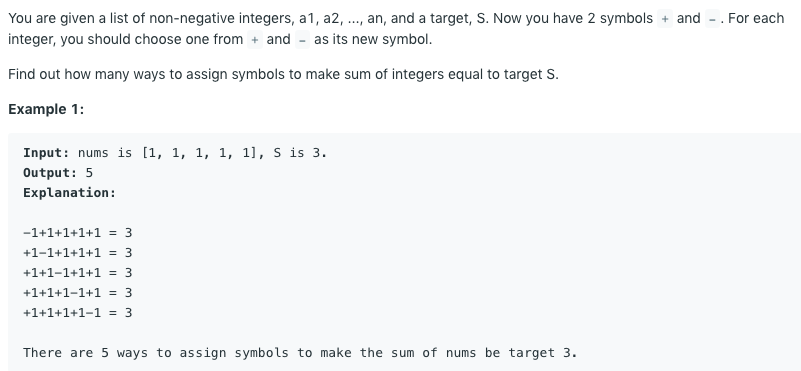 You are given a list of non-negative integers, a1, a2, ..., an, and a target, S. Now you have 2 symbols + and -. For each
integer, you should choose one from + and - as its new symbol.
Find out how many ways to assign symbols to make sum of integers equal to target S.
Example 1:
Input: nums is [1, 1, 1, 1, 1], S is 3.
Output: 5
Explanation:
-1+1+1+1+1 = 3
+1-1+1+1+1 = 3
+1+1-1+1+1 = 3
+1+1+1-1+1 = 3
+1+1+1+1-1 = 3
There are 5 ways to assign symbols to make the sum of nums be target 3.